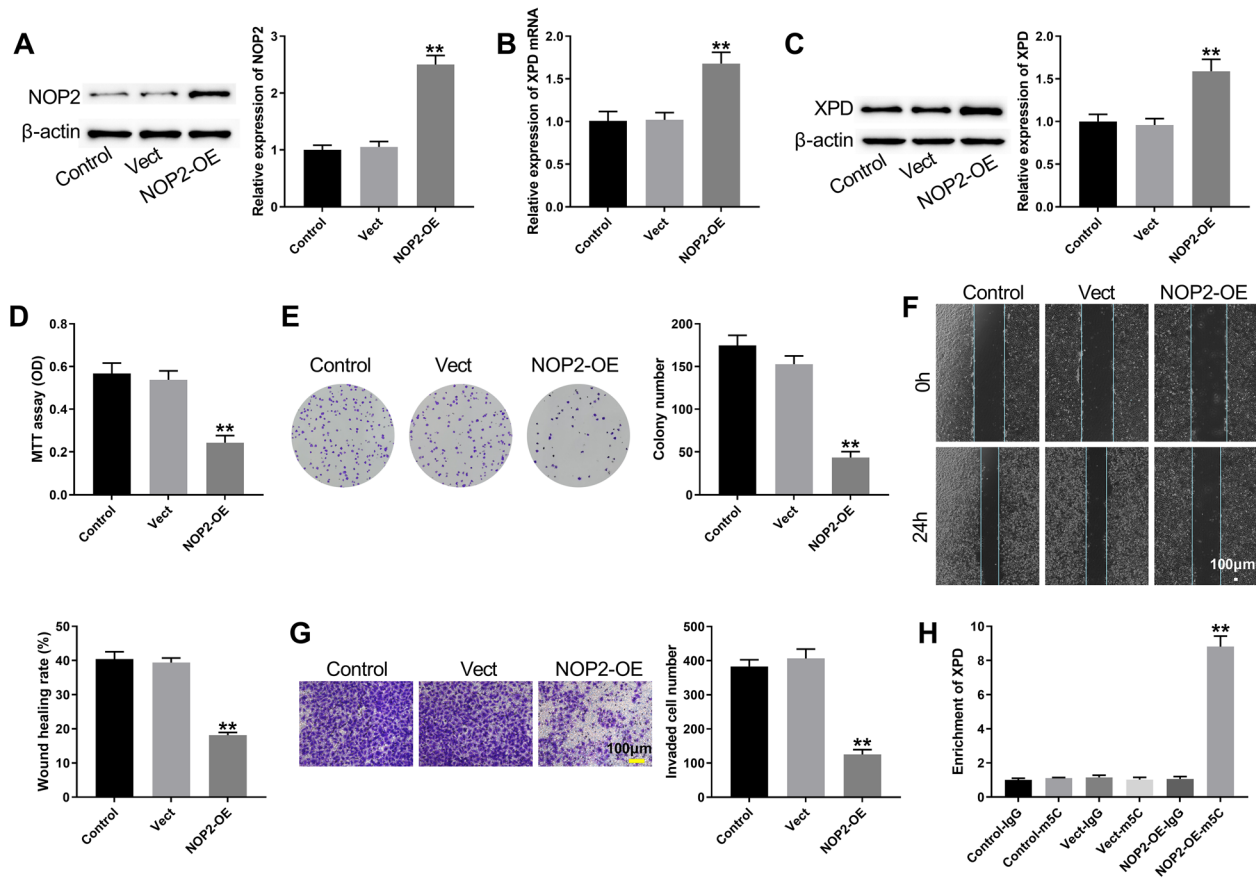 A
NOP2
β-actin
Control
Vect
NOP2-OE
Relative expression of NOP2
3
2
1
0
**
Control
Vect
NOP2-OE
B
Relative expression of XPD mRNA
2.0
1.5
1.0
0.5
0.0
**
Control
Vect
NOP2-OE
C
XPD
β-actin
Control
Vect
NOP2-OE
Relative expression of XPD
2.0
1.5
1.0
0.5
0.0
**
Control
Vect
NOP2-OE
D
MTT assay (OD)
0.8
0.6
0.4
0.2
0.0
**
Control
Vect
NOP2-OE
E
Control
Vect
NOP2-OE
Colony number
200
150
100
50
0
**
Control
Vect
NOP2-OE
F
Control
Vect
NOP2-OE
0h
24h
100μm
Wound healing rate (%)
50
40
30
20
10
0
**
Control
Vect
NOP2-OE
G
Control
Vect
NOP2-OE
100μm
Invaded cell number
500
400
300
200
100
0
**
Control
Vect
NOP2-OE
H
Enrichment of XPD
10
8
6
4
2
0
**
Control-IgG
Control-m5C
Vect-IgG
Vect-m5C
NOP2-OE-IgG
NOP2-OE-m5C